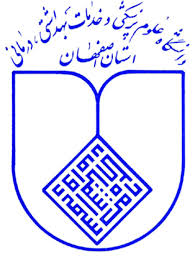 دانشگاه علوم پزشکی و خدمات بهداشتی، درمانی
استان اصفهان